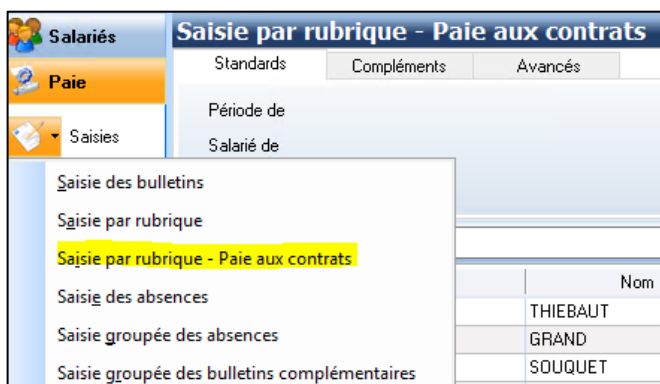 Salariés
Saisie par rubrique - Paie aux contrats
Standards Compléments Avancés
Paie
Période de
Saisies
Salarié de
Saisie des bulletins
Saisie par rubrique
Saisie par rubrique - Paie aux contrats
Saisie des absences
Nom
THIEBAUT
Saisie groupée des absences
GRAND
Saisie groupée des bulletins complémentaires
SOUQUET